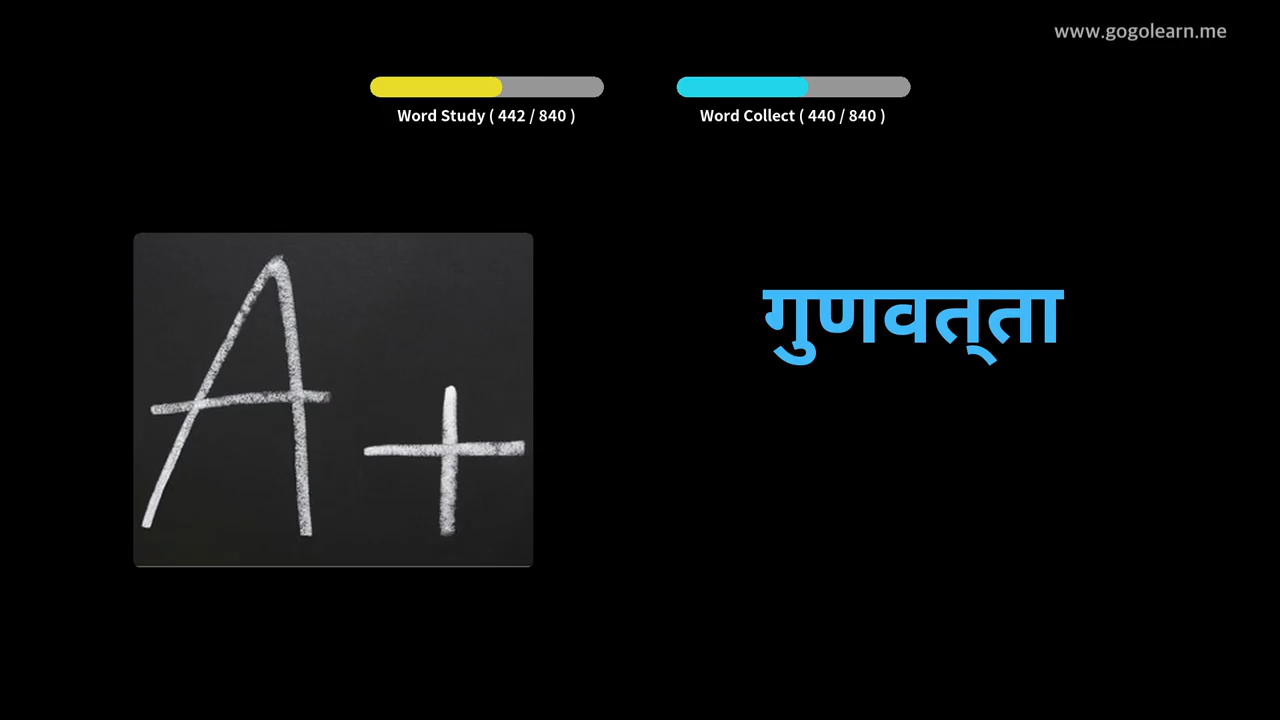 www.gogolearn.me
Word Study ( 442 / 840 )
Word Collect ( 440 / 840 )
A+
गुणवत्‌ता